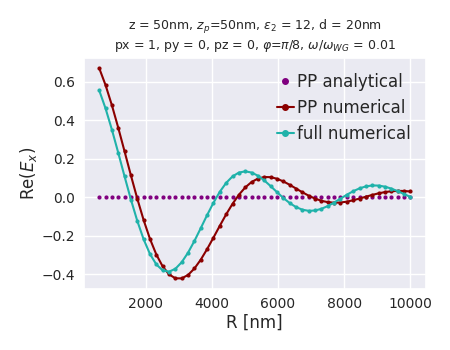 z = 50nm, z_p=50nm, ε_2 = 12, d = 20nm
px = 1, py = 0, pz = 0, φ=π/8, ω/ω_WG = 0.01
PP analytical
PP numerical
full numerical
Re(E_x)
0.6
0.4
0.2
0.0
−0.2
−0.4
2000 4000 6000 8000 10000
R [nm]